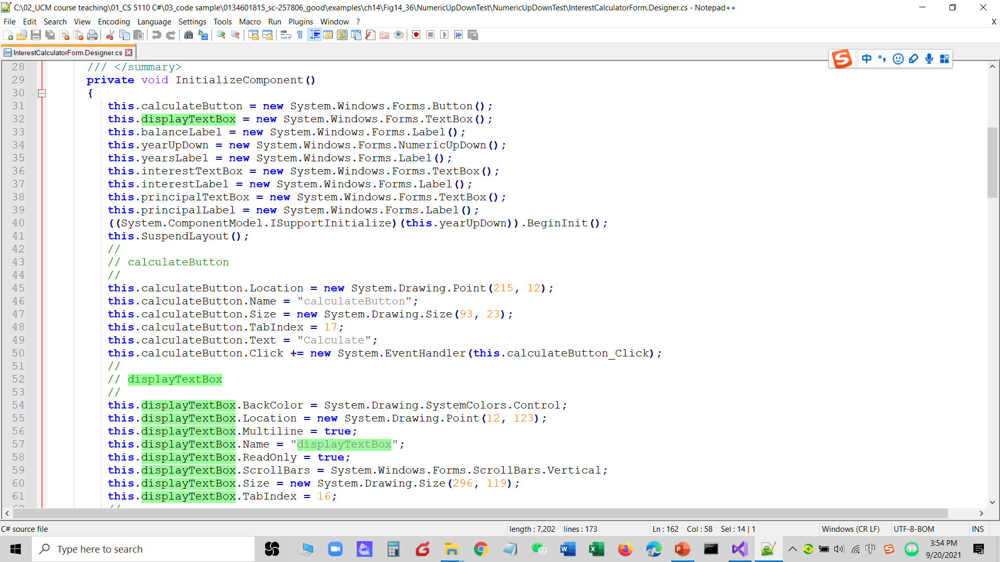 C:\02_UCM course teaching\01_CS 5110 C#\03_code sample\0134601815_sc-257806_good\examples\ch14\Fig14_36\NumericUpDownTest\NumericUpDownTest\InterestCalculatorForm.Designer.cs - Notepad++
File Edit Search View Encoding Language Settings Tools Macro Run Plugins Window ? X
InterestCalculatorForm.Designer.cs
中
28 /// </summary>
29 private void InitializeComponent()
30 {
31 this.calculateButton = new System.Windows.Forms.Button();
32 this.displayTextBox = new System.Windows.Forms.TextBox();
33 this.balanceLabel = new System.Windows.Forms.Label();
34 this.yearUpDown = new System.Windows.Forms.NumericUpDown();
35 this.yearsLabel = new System.Windows.Forms.Label();
36 this.interestTextBox = new System.Windows.Forms.TextBox();
37 this.interestLabel = new System.Windows.Forms.Label();
38 this.principalTextBox = new System.Windows.Forms.TextBox();
39 this.principalLabel = new System.Windows.Forms.Label();
40 ((System.ComponentModel.ISupportInitialize)(this.yearUpDown)).BeginInit();
41 this.SuspendLayout();
42 //
43 // calculateButton
44 //
45 this.calculateButton.Location = new System.Drawing.Point(215, 12);
46 this.calculateButton.Name = "calculateButton";
47 this.calculateButton.Size = new System.Drawing.Size(93, 23);
48 this.calculateButton.TabIndex = 17;
49 this.calculateButton.Text = "Calculate";
50 this.calculateButton.Click += new System.EventHandler(this.calculateButton_Click);
51 //
52 // displayTextBox
53 //
54 this.displayTextBox.BackColor = System.Drawing.SystemColors.Control;
55 this.displayTextBox.Location = new System.Drawing.Point(12, 123);
56 this.displayTextBox.Multiline = true;
57 this.displayTextBox.Name = "displayTextBox";
58 this.displayTextBox.ReadOnly = true;
59 this.displayTextBox.ScrollBars = System.Windows.Forms.ScrollBars.Vertical;
60 this.displayTextBox.Size = new System.Drawing.Size(296, 119);
61 this.displayTextBox.TabIndex = 16;
62 //
C# source file length : 7,202 lines : 173 Ln : 162 Col : 58 Sel : 14 | 1 Windows (CR LF) UTF-8-BOM INS
Type here to search
中
33
3:54 PM
9/20/2021